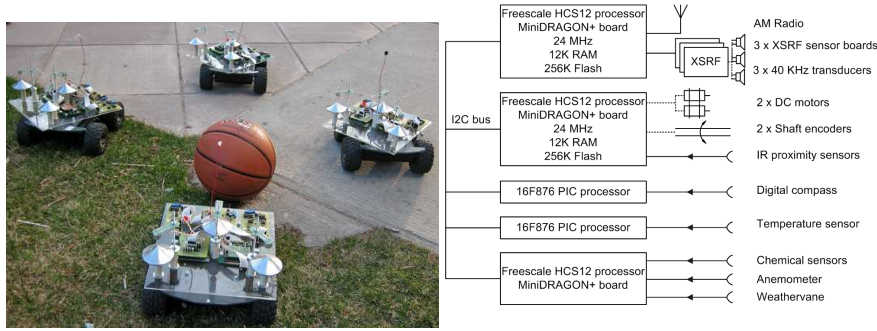 Freescale HCS12 processor
MiniDRAGON+ board
24 MHz
12K RAM
256K Flash
AM Radio
XSRF
3 x XSRF sensor boards
3 x 40 KHz transducers
I2C bus
Freescale HCS12 processor
MiniDRAGON+ board
24 MHz
12K RAM
256K Flash
2 x DC motors
2 x Shaft encoders
IR proximity sensors
16F876 PIC processor
Digital compass
16F876 PIC processor
Temperature sensor
Freescale HCS12 processor
MiniDRAGON+ board
Chemical sensors
Anemometer
Weathervane